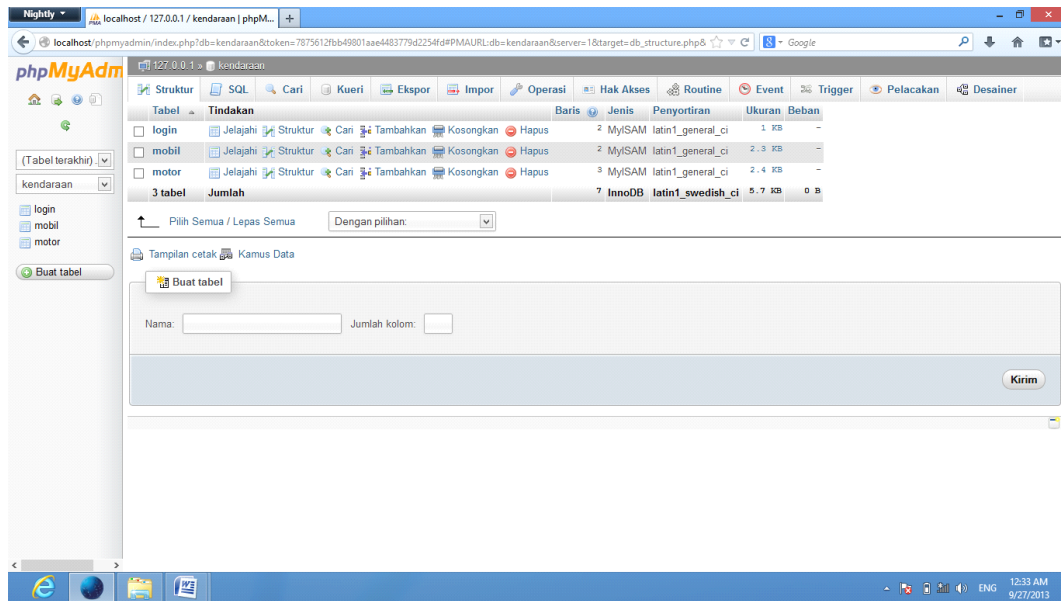 Nightly
localhost / 127.0.0.1 / kendaraan | phpM...
localhost/phpmyadmin/index.php?db=kendaraan&token=7875612fbb49801aae4483779d2254fd#PMAURL:db=kendaraan&server=1&target=db_structure.php&
Google
phpMyAdm
127.0.0.1 » kendaraan
Struktur SQL Cari Kueri Ekspor Impor Operasi Hak Akses Routine Event Trigger Pelacakan Desainer
Tabel Tindakan Baris Jenis Penyortiran Ukuran Beban
login Jelajahi Struktur Cari Tambahkan Kosongkan Hapus 2 MyISAM latin1_general_ci 1 KB -
mobil Jelajahi Struktur Cari Tambahkan Kosongkan Hapus 2 MyISAM latin1_general_ci 2.3 KB -
motor Jelajahi Struktur Cari Tambahkan Kosongkan Hapus 3 MyISAM latin1_general_ci 2.4 KB -
3 tabel Jumlah 7 InnoDB latin1_swedish_ci 5.7 KB 0 B
(Tabel terakhir) .
kendaraan
login
mobil
motor
Buat tabel
Pilih Semua / Lepas Semua Dengan pilihan:
Tampilan cetak Kamus Data
Buat tabel
Nama: Jumlah kolom:
Kirim
ENG 12:33 AM
9/27/2013